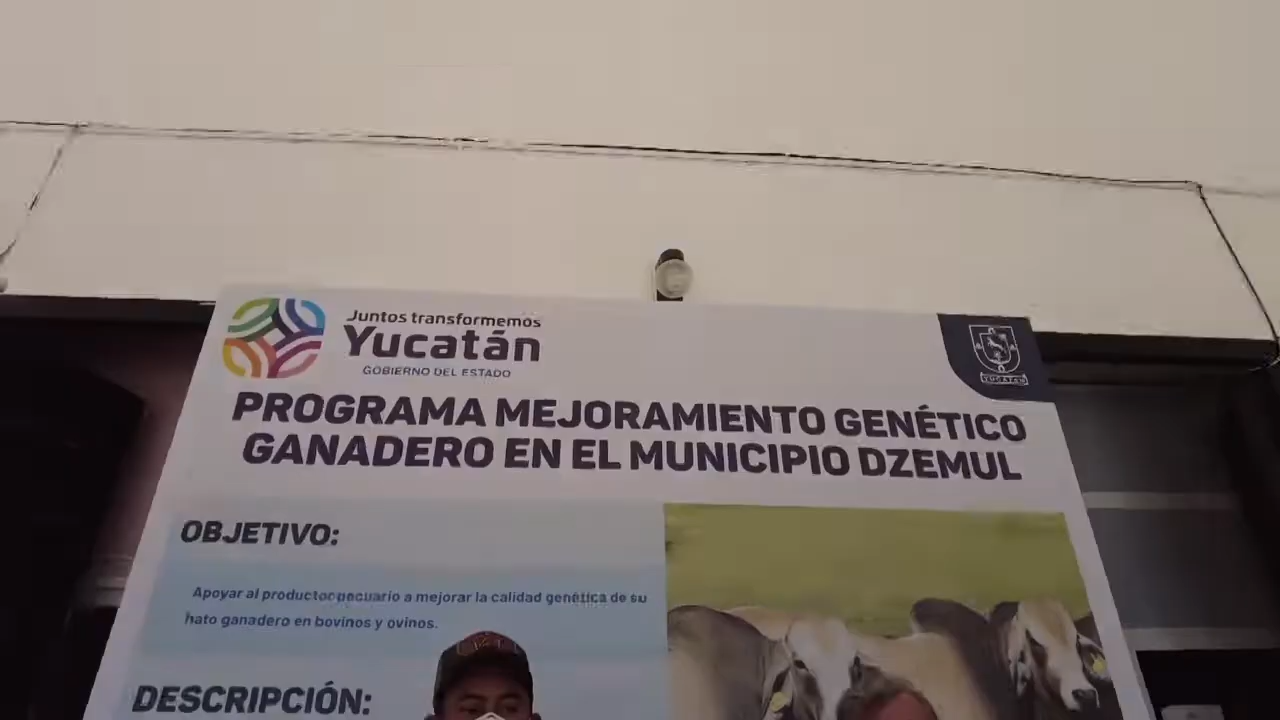 Juntos transformemos
Yucatán
GOBIERNO DEL ESTADO
YUCATÁN
PROGRAMA MEJORAMIENTO GENÉTICO
GANADERO EN EL MUNICIPIO DZEMUL
OBJETIVO:
Apoyar al productor pecuario a mejorar la calidad genética de su
hato ganadero en bovinos y ovinos.
DESCRIPCIÓN: